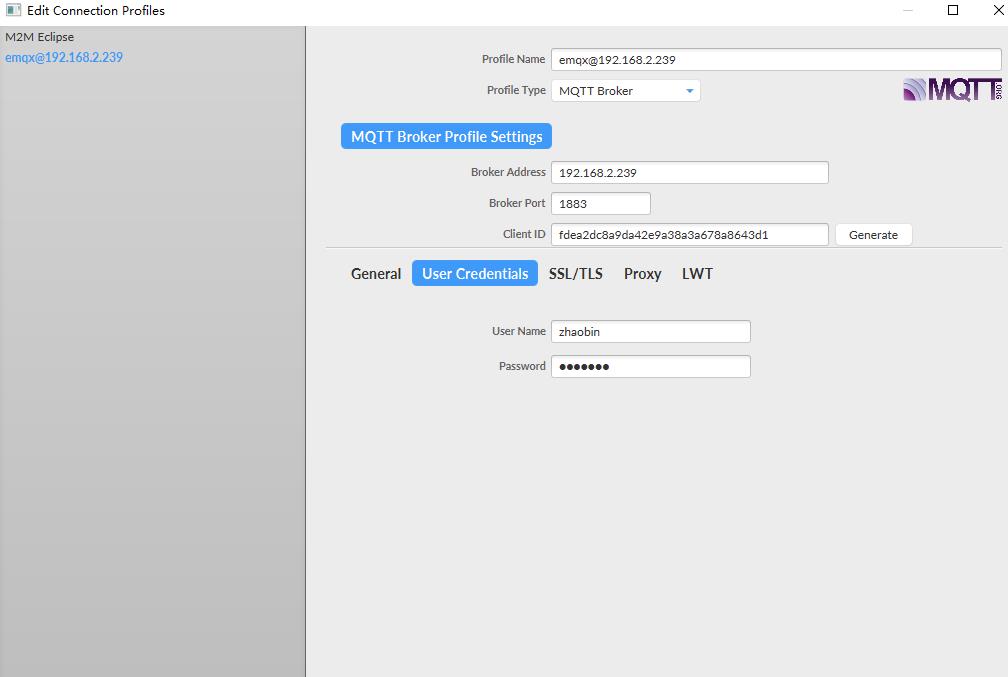 Edit Connection Profiles
M2M Eclipse
emqx@192.168.2.239
Profile Name emqx@192.168.2.239
Profile Type MQTT Broker
MQTT.ORG
MQTT Broker Profile Settings
Broker Address 192.168.2.239
Broker Port 1883
Client ID fdea2dc8a9da42e9a38a3a678a8643d1 Generate
General User Credentials SSL/TLS Proxy LWT
User Name zhaobin
Password •••••••